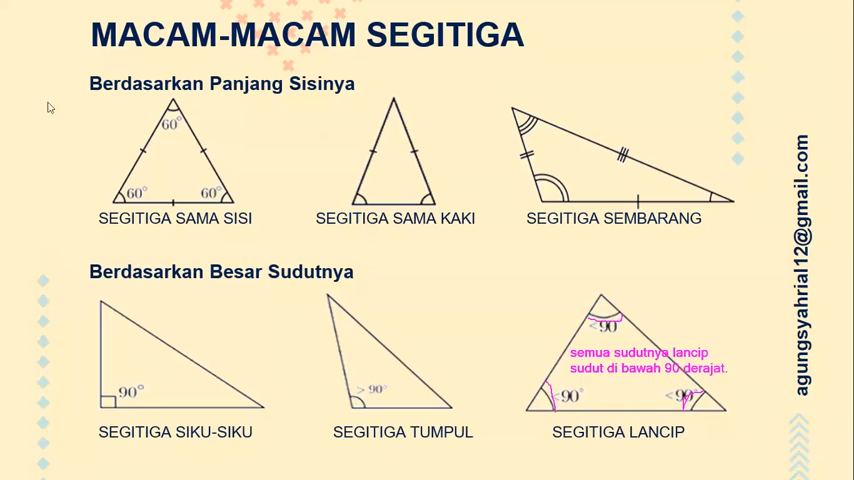 MACAM-MACAM SEGITIGA
Berdasarkan Panjang Sisinya
60°
60°
60°
SEGITIGA SAMA SISI
SEGITIGA SAMA KAKI
SEGITIGA SEMBARANG
Berdasarkan Besar Sudutnya
90°
SEGITIGA SIKU-SIKU
> 90°
SEGITIGA TUMPUL
<90°
semua sudutnya lancip
sudut di bawah 90 derajat.
<90°
<90°
SEGITIGA LANCIP
agungsyahrial12@gmail.com